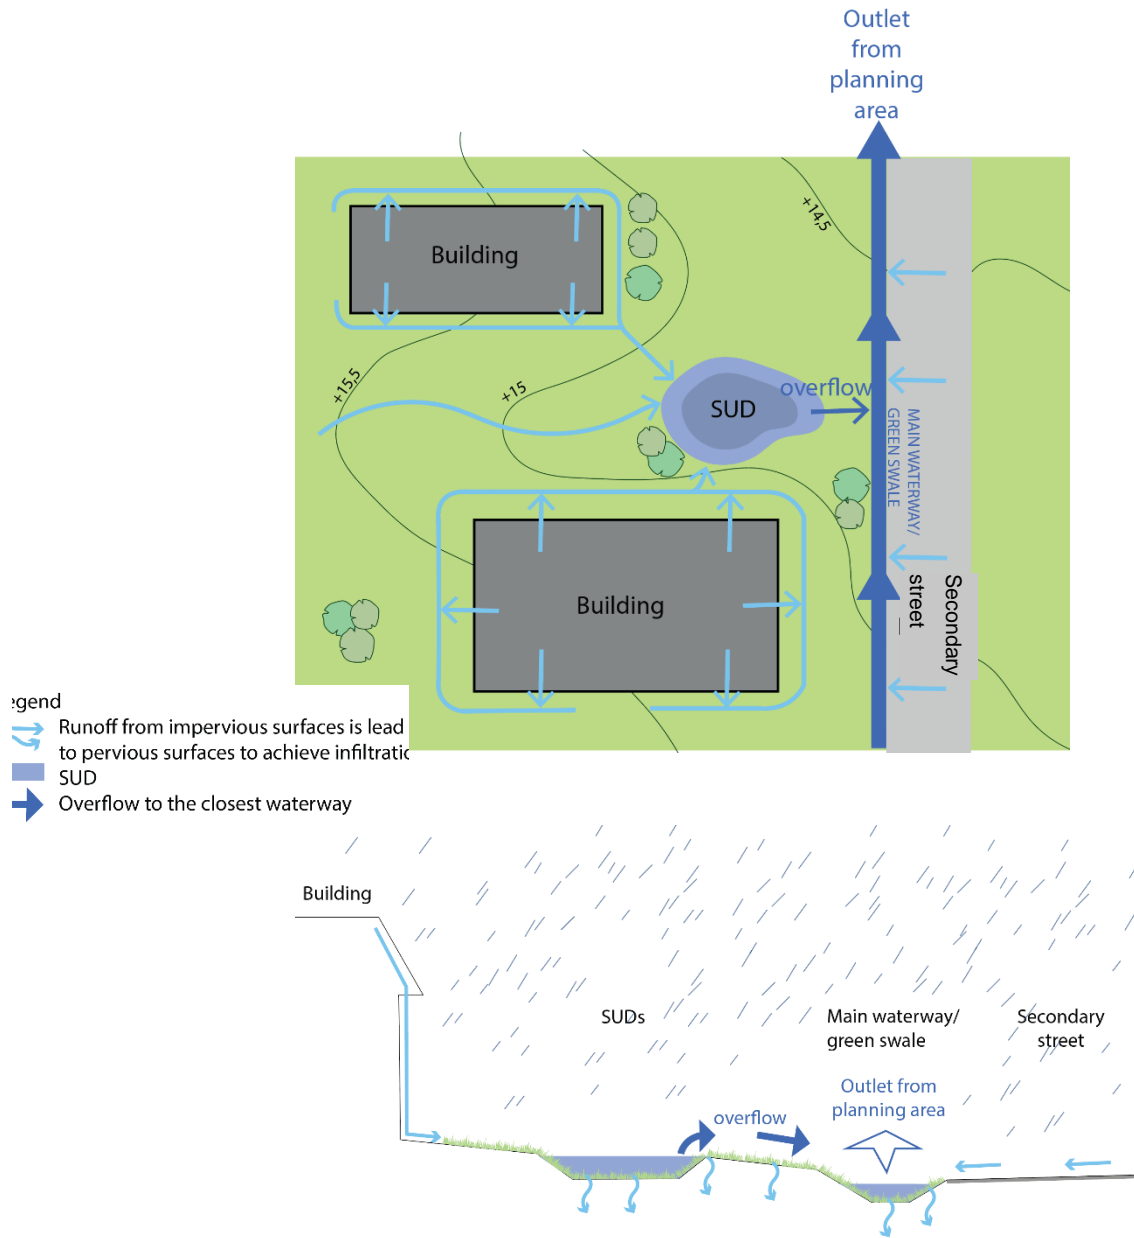 Outlet
from
planning
area
+14,5
Building
+15,5
+15
overflow
SUD
MAIN WATERWAY/
GREEN SWALE
Building
Secondary
street
egend
Runoff from impervious surfaces is lead
to pervious surfaces to achieve infiltratic
SUD
Overflow to the closest waterway
Building
SUDs
Main waterway/
green swale
Secondary
street
Outlet from
planning area
overflow